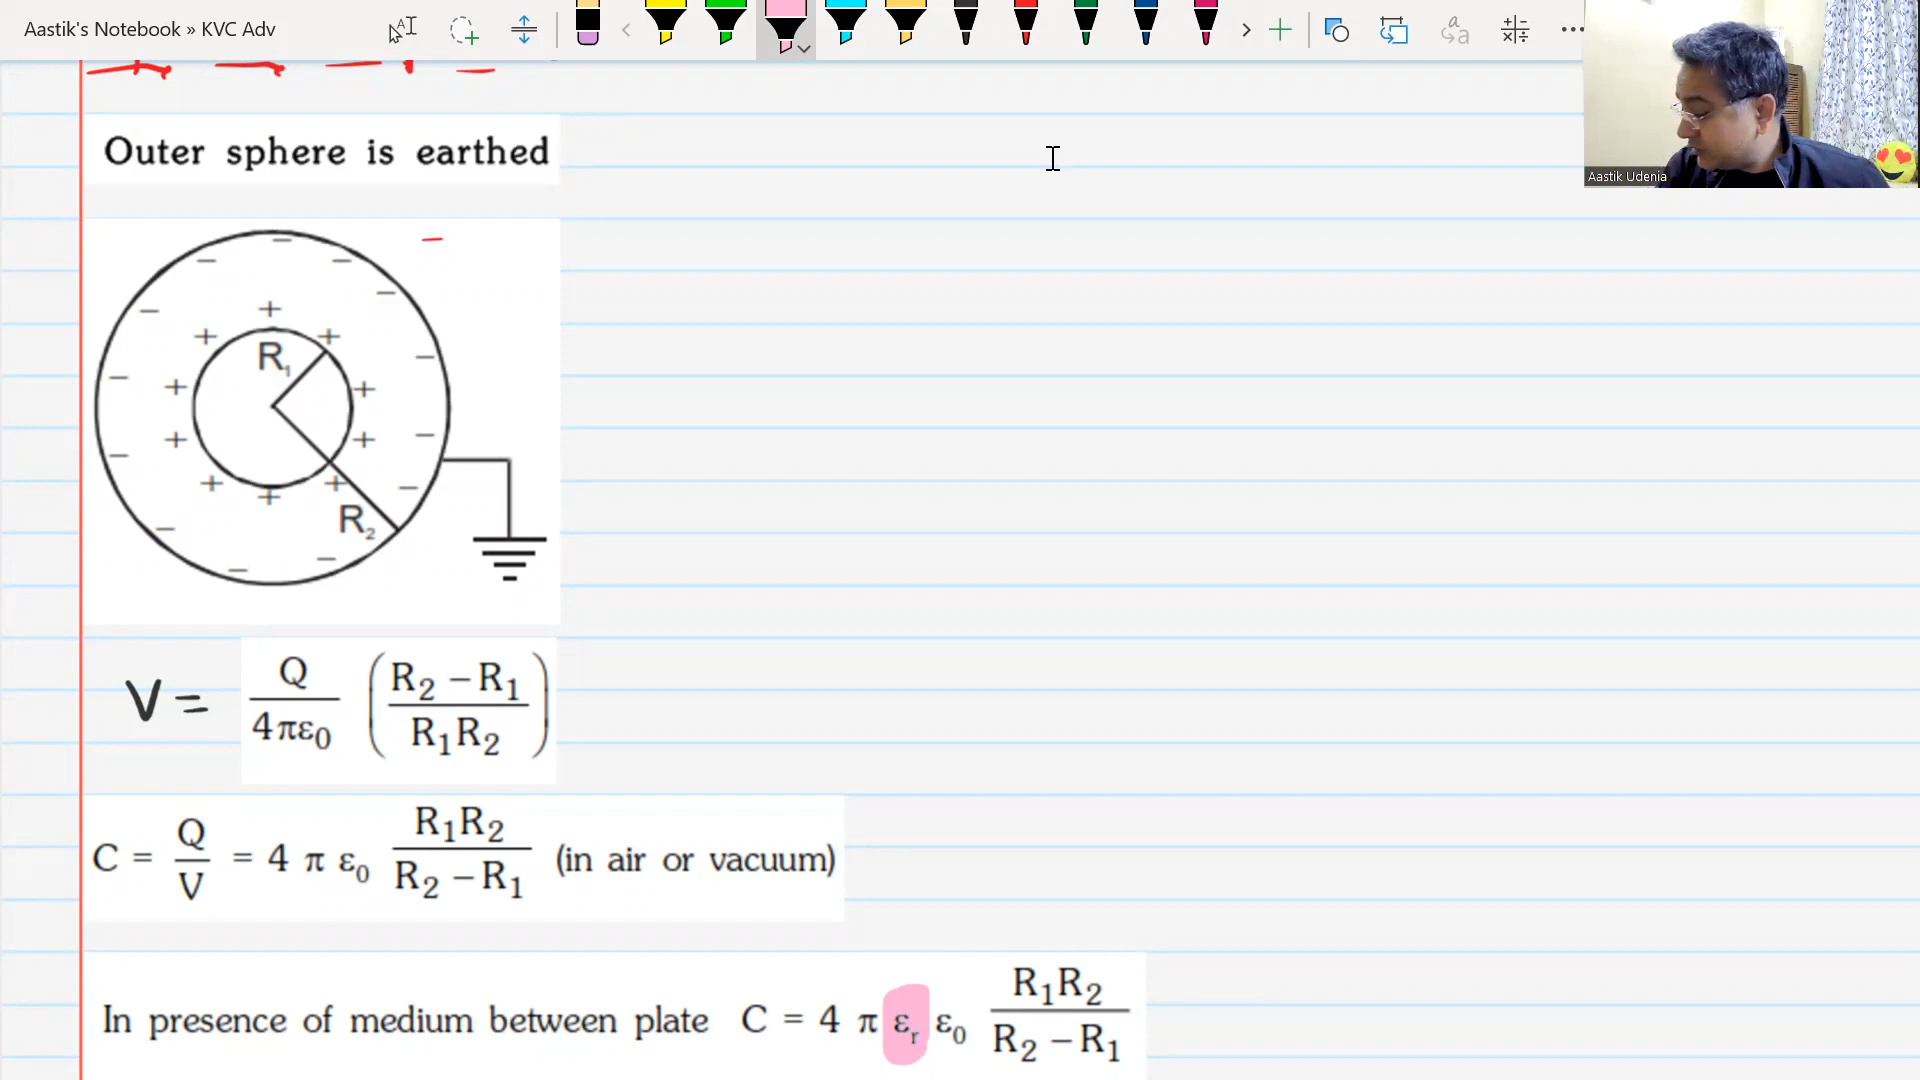 Aastik's Notebook » KVC Adv
Aastik Udenia
Outer sphere is earthed
R₁
R₂
V = Q/(4πε₀) ((R₂ − R₁)/(R₁R₂))
C = Q/V = 4 π ε₀ (R₁R₂)/(R₂ − R₁) (in air or vacuum)
In presence of medium between plate C = 4 π εᵣ ε₀ (R₁R₂)/(R₂ − R₁)